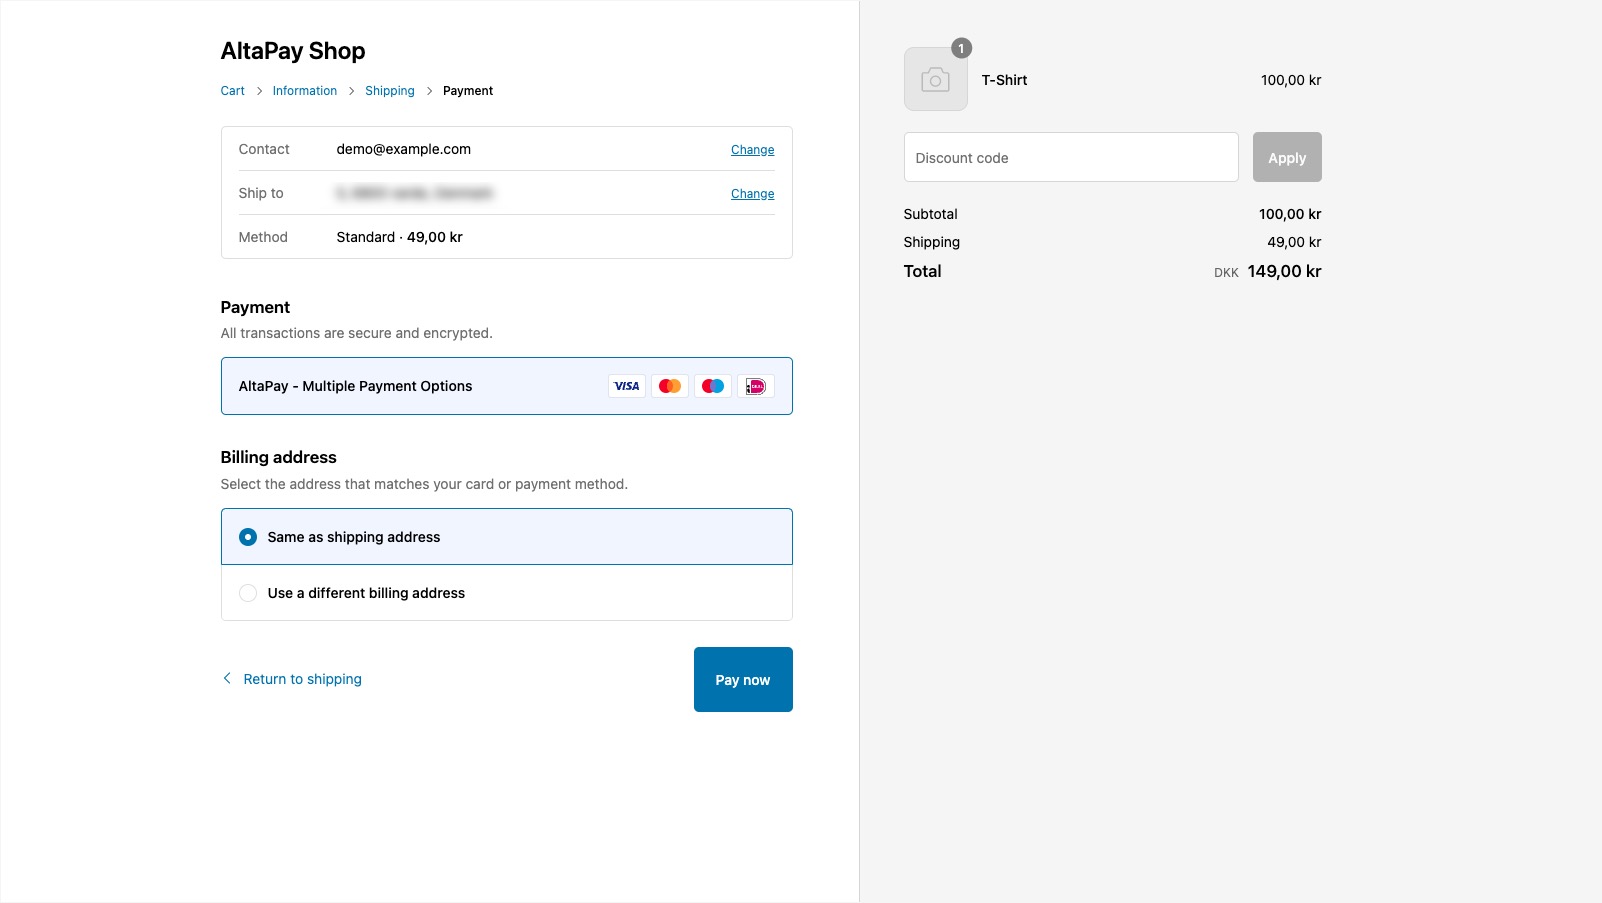 AltaPay Shop
Cart > Information > Shipping > Payment
Contact demo@example.com Change
Ship to Change
Method Standard · 49,00 kr
Payment
All transactions are secure and encrypted.
AltaPay - Multiple Payment Options VISA iDEAL
Billing address
Select the address that matches your card or payment method.
Same as shipping address
Use a different billing address
Return to shipping Pay now
1
T-Shirt 100,00 kr
Discount code Apply
Subtotal 100,00 kr
Shipping 49,00 kr
Total DKK 149,00 kr